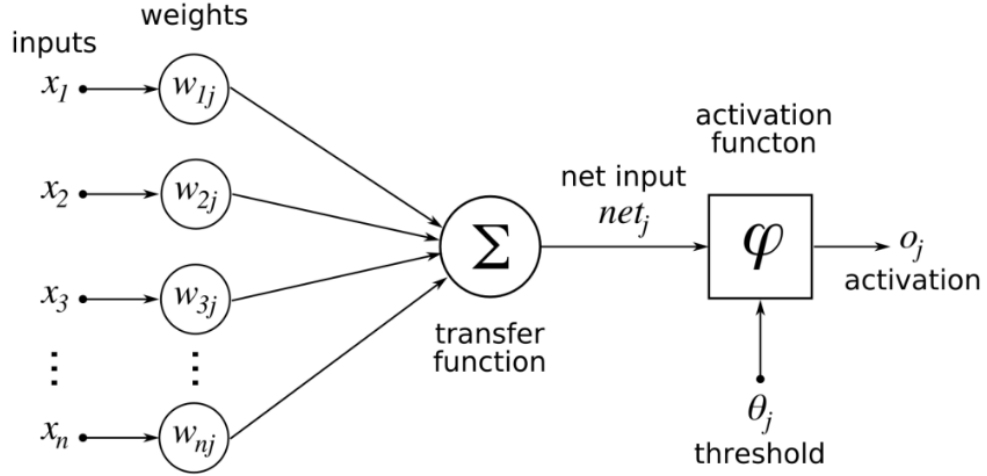 weights
inputs
x₁
w₁ⱼ
x₂
w₂ⱼ
x₃
w₃ⱼ
⋮ ⋮
xₙ
wₙⱼ
Σ
transfer
function
net input
netⱼ
activation
functon
φ
oⱼ
activation
θⱼ
threshold